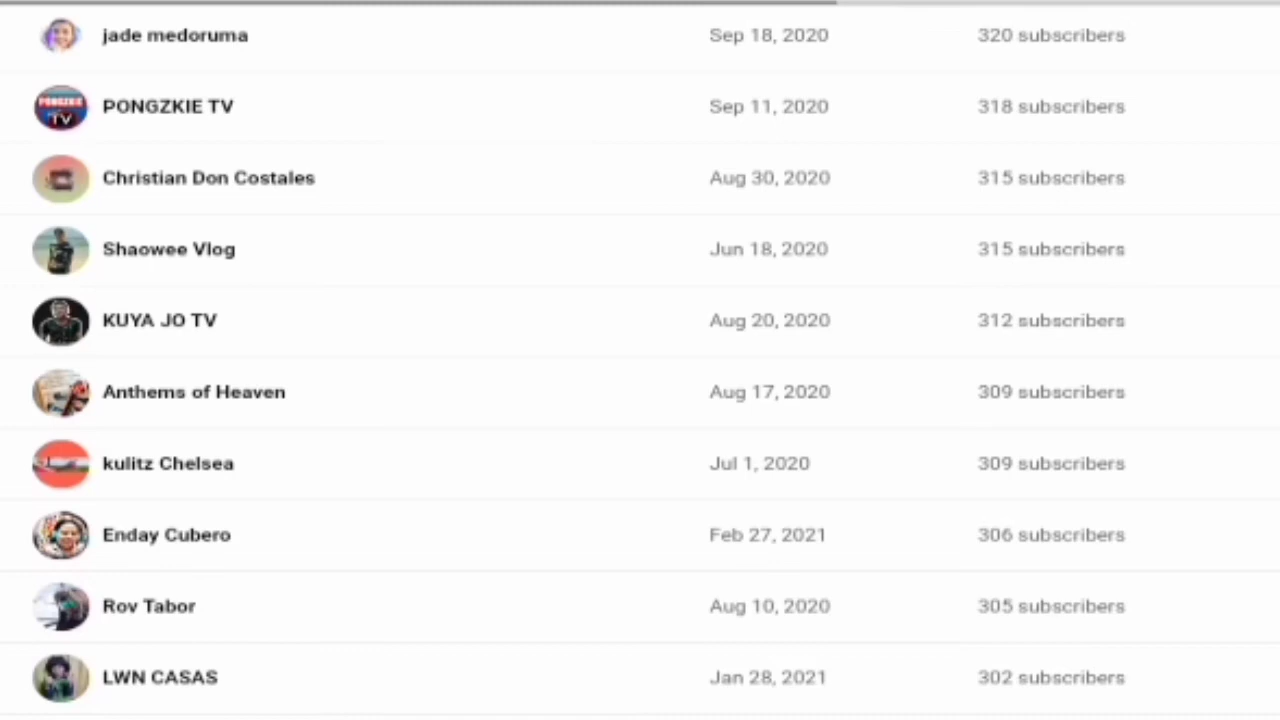 jade medoruma Sep 18, 2020 320 subscribers
PONGZKIE TV Sep 11, 2020 318 subscribers
Christian Don Costales Aug 30, 2020 315 subscribers
Shaowee Vlog Jun 18, 2020 315 subscribers
KUYA JO TV Aug 20, 2020 312 subscribers
Anthems of Heaven Aug 17, 2020 309 subscribers
kulitz Chelsea Jul 1, 2020 309 subscribers
Enday Cubero Feb 27, 2021 306 subscribers
Rov Tabor Aug 10, 2020 305 subscribers
LWN CASAS Jan 28, 2021 302 subscribers